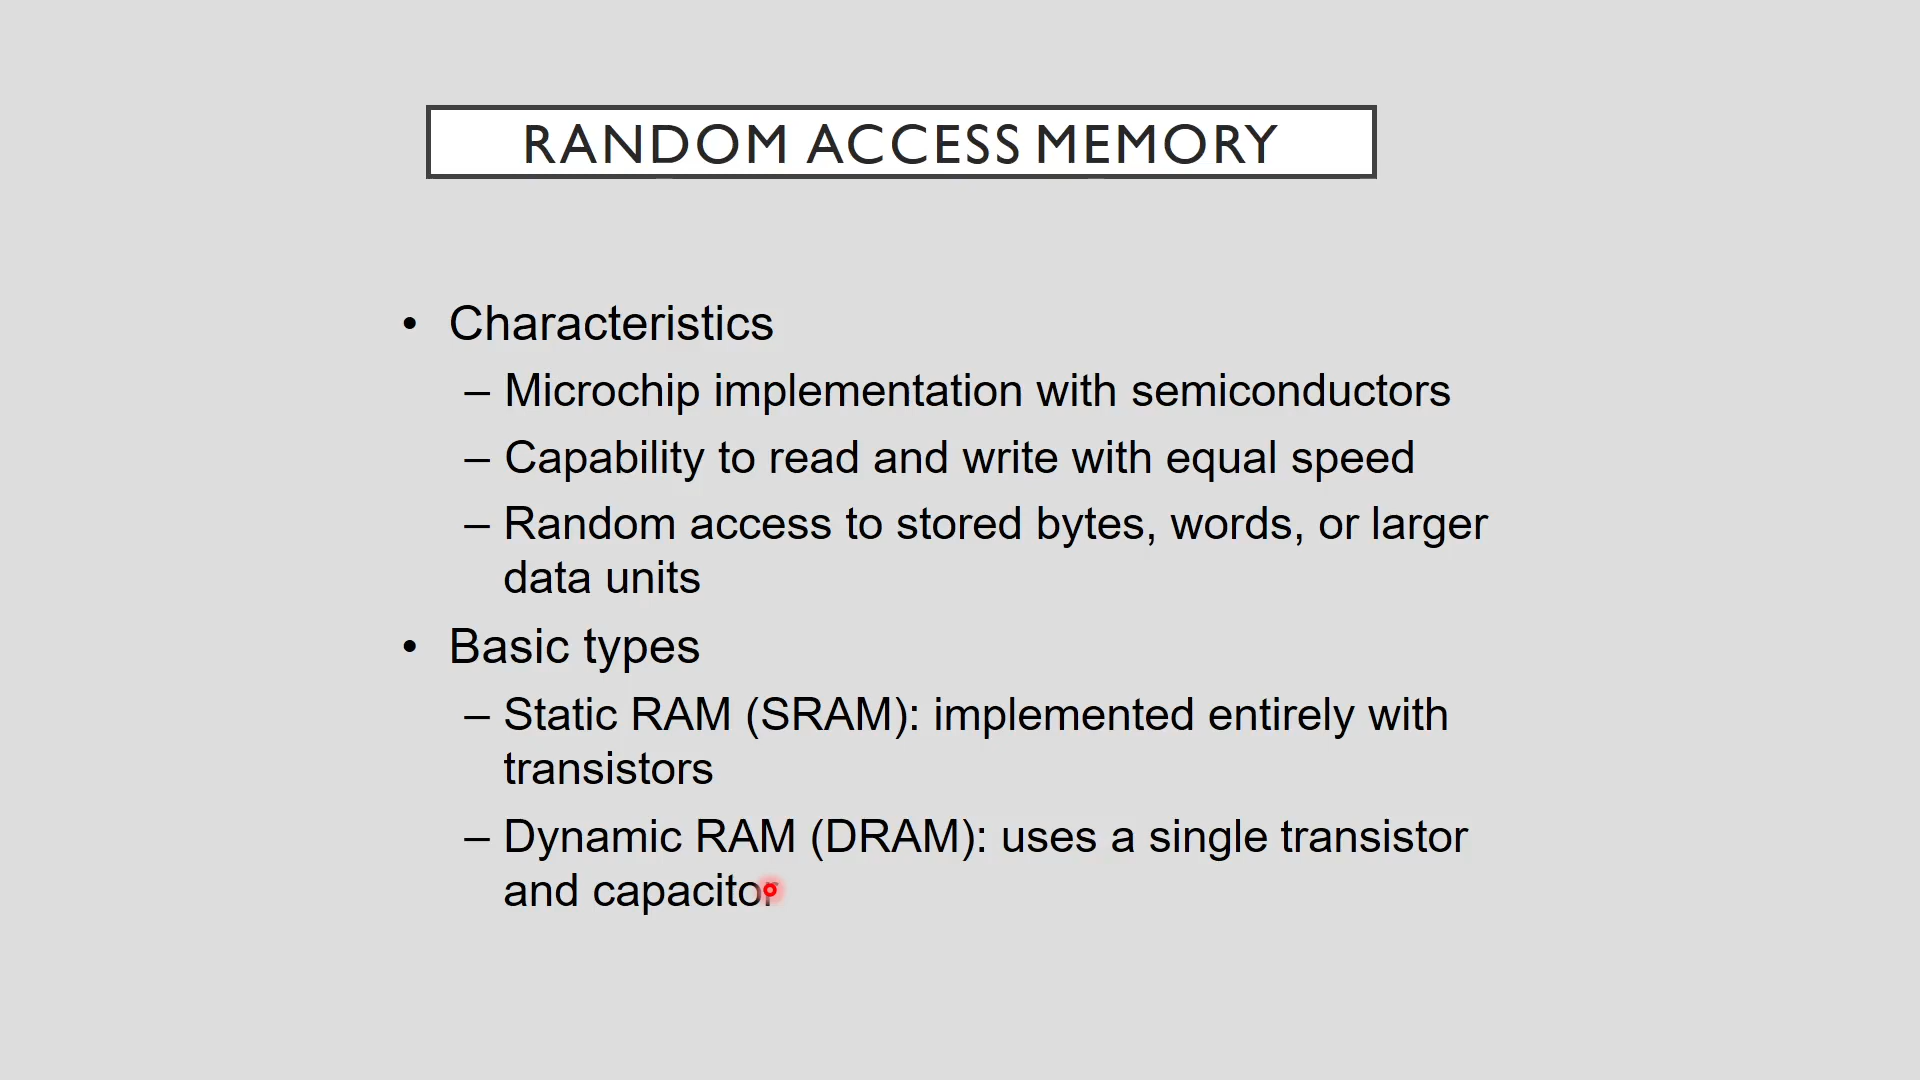 RANDOM ACCESS MEMORY
• Characteristics
– Microchip implementation with semiconductors
– Capability to read and write with equal speed
– Random access to stored bytes, words, or larger
data units
• Basic types
– Static RAM (SRAM): implemented entirely with
transistors
– Dynamic RAM (DRAM): uses a single transistor
and capacitor